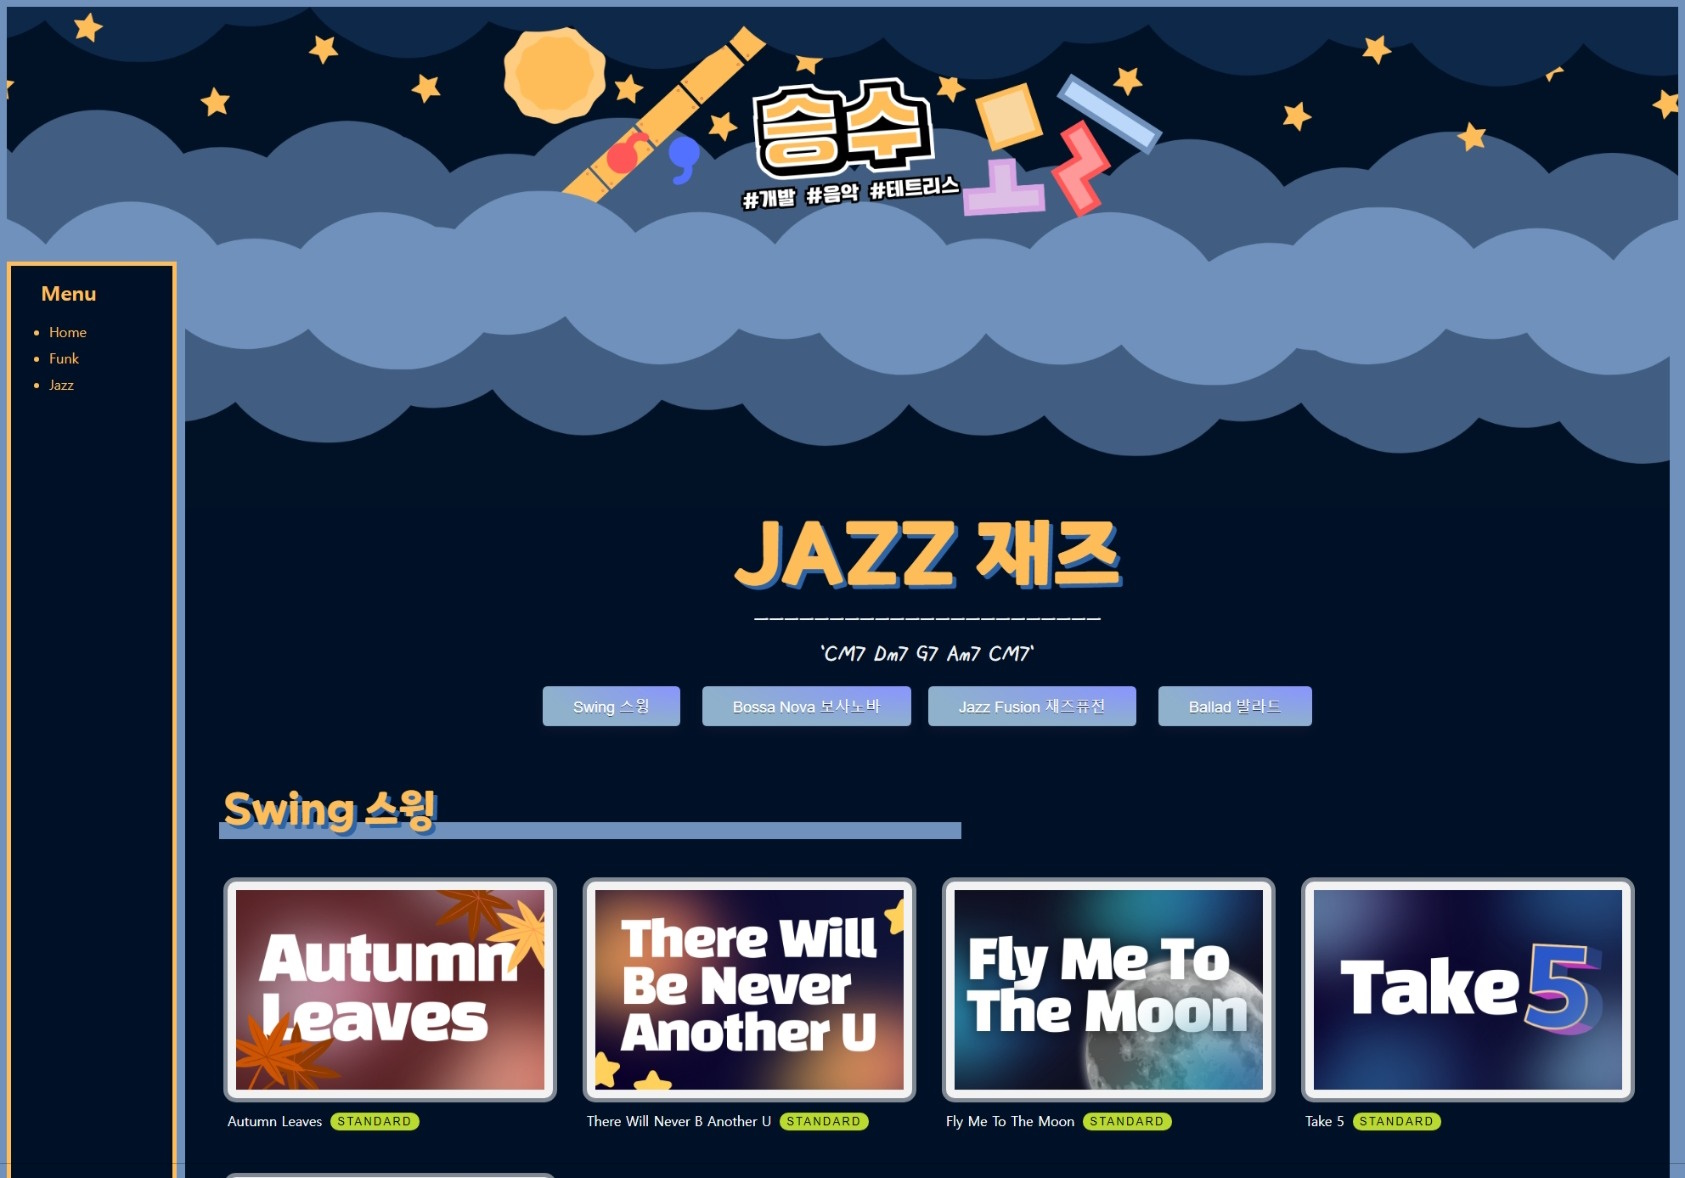 승수
#개발 #음악 #테트리스
Menu
Home
Funk
Jazz
JAZZ 재즈
‘CM7 Dm7 G7 Am7 CM7‘
Swing 스윙
Bossa Nova 보사노바
Jazz Fusion 재즈퓨전
Ballad 발라드
Swing 스윙
Autumn
Leaves
Autumn Leaves STANDARD
There Will
Be Never
Another U
There Will Never B Another U STANDARD
Fly Me To
The Moon
Fly Me To The Moon STANDARD
Take 5
Take 5 STANDARD